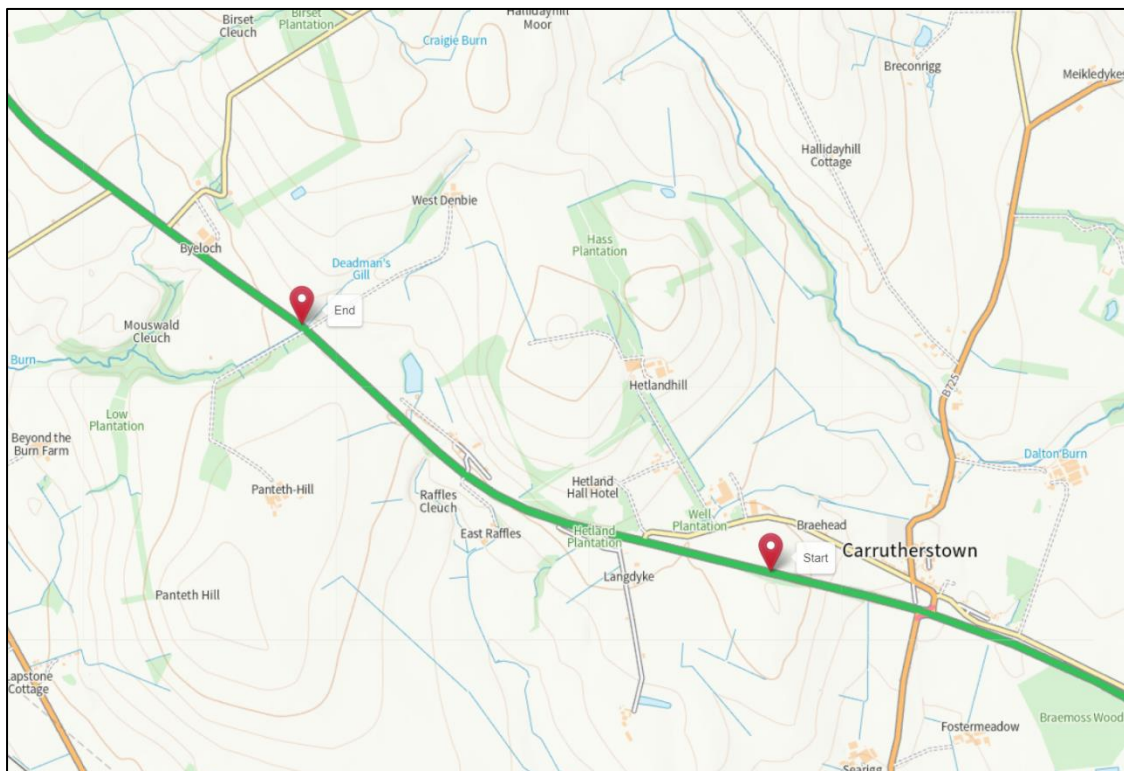 Birset
Cleuch
Birset
Plantation
Hallidayhill
Moor
Craigie Burn
Breconrigg
Meikledykes
Hallidayhill
Cottage
West Denbie
Hass
Plantation
Byeloch
Deadman's
Gill
End
Mouswald
Cleuch
Burn
Hetlandhill
B725
Low
Plantation
Beyond the
Burn Farm
Dalton Burn
Panteth-Hill
Raffles
Cleuch
Hetland
Hall Hotel
Well
Plantation
Braehead
East Raffles
Hetland
Plantation
Start
Carrutherstown
Langdyke
Panteth Hill
Lapstone
Cottage
Fostermeadow
Braemoss Wood
Searigg